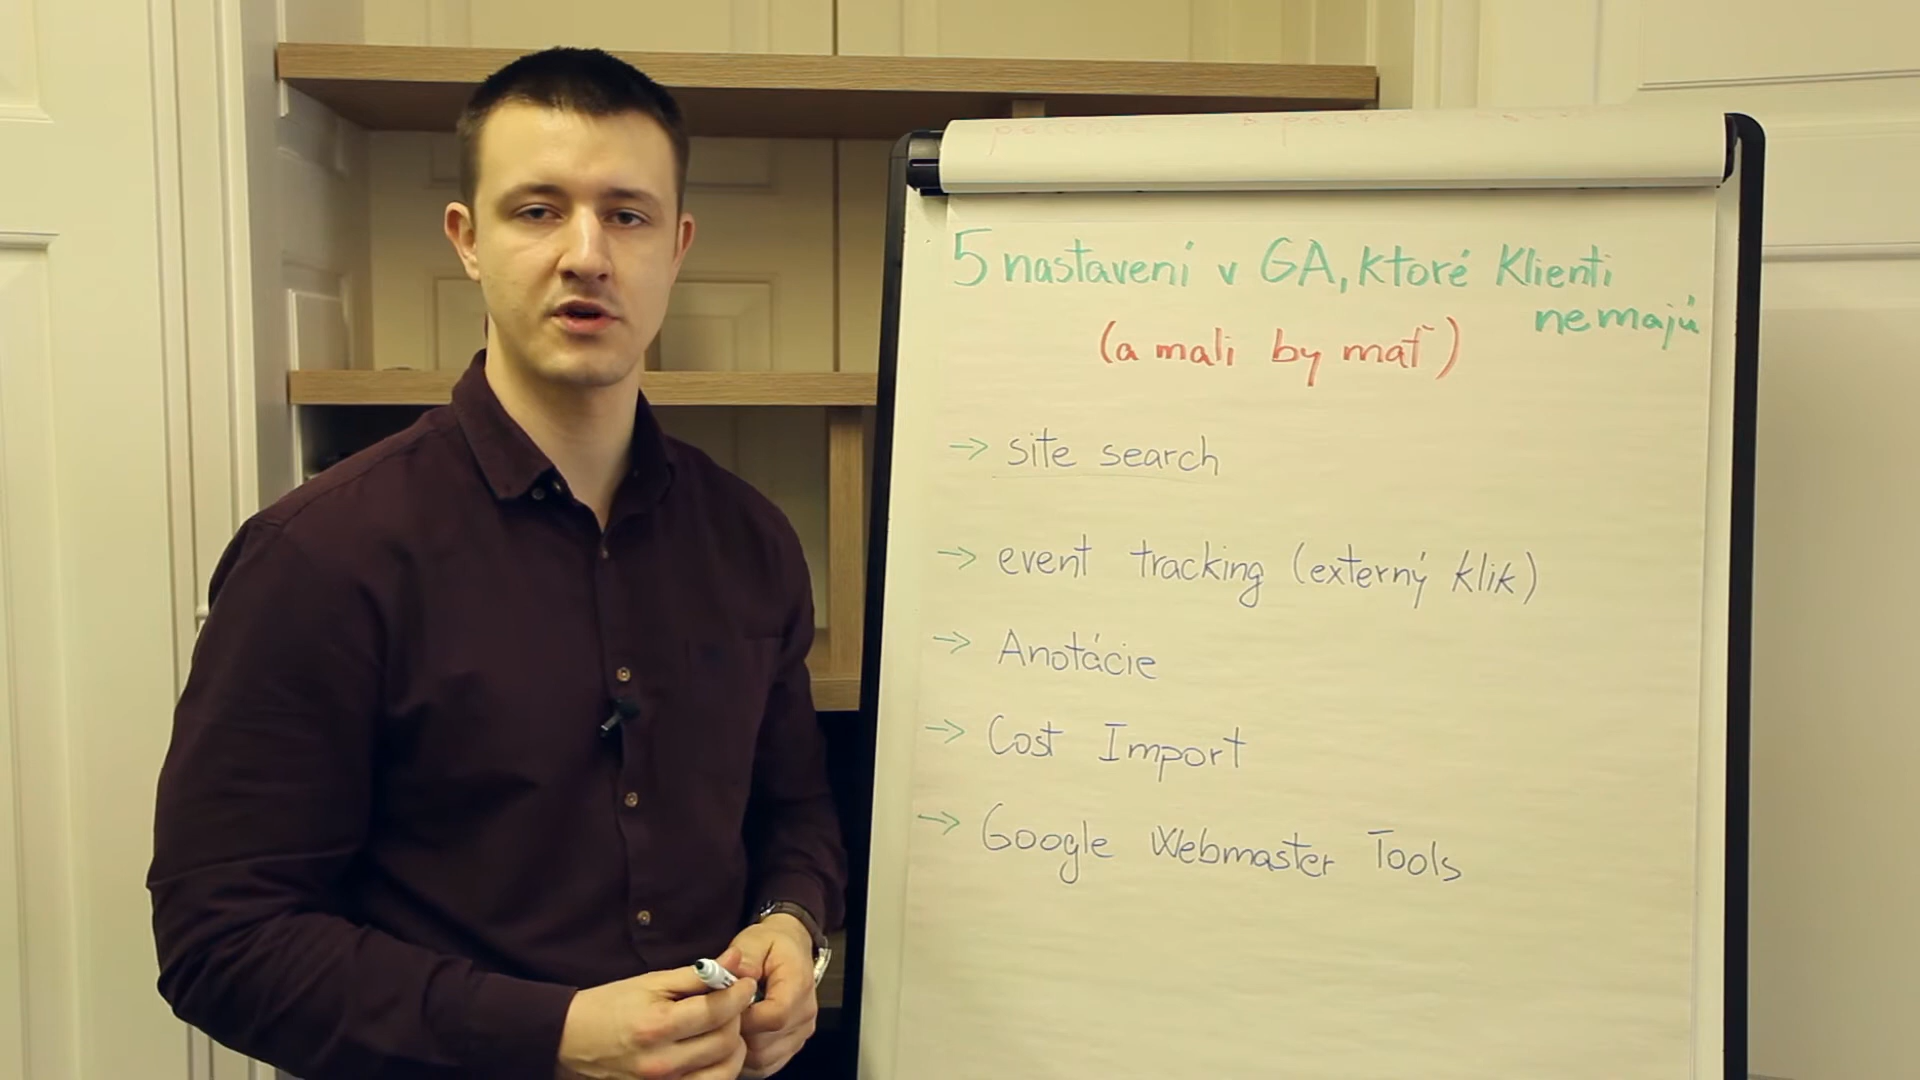 5 nastavení v GA, ktoré Klienti
nemajú
(a mali by mať)
→ site search
→ event tracking (externý klik)
→ Anotácie
→ Cost Import
→ Google Webmaster Tools